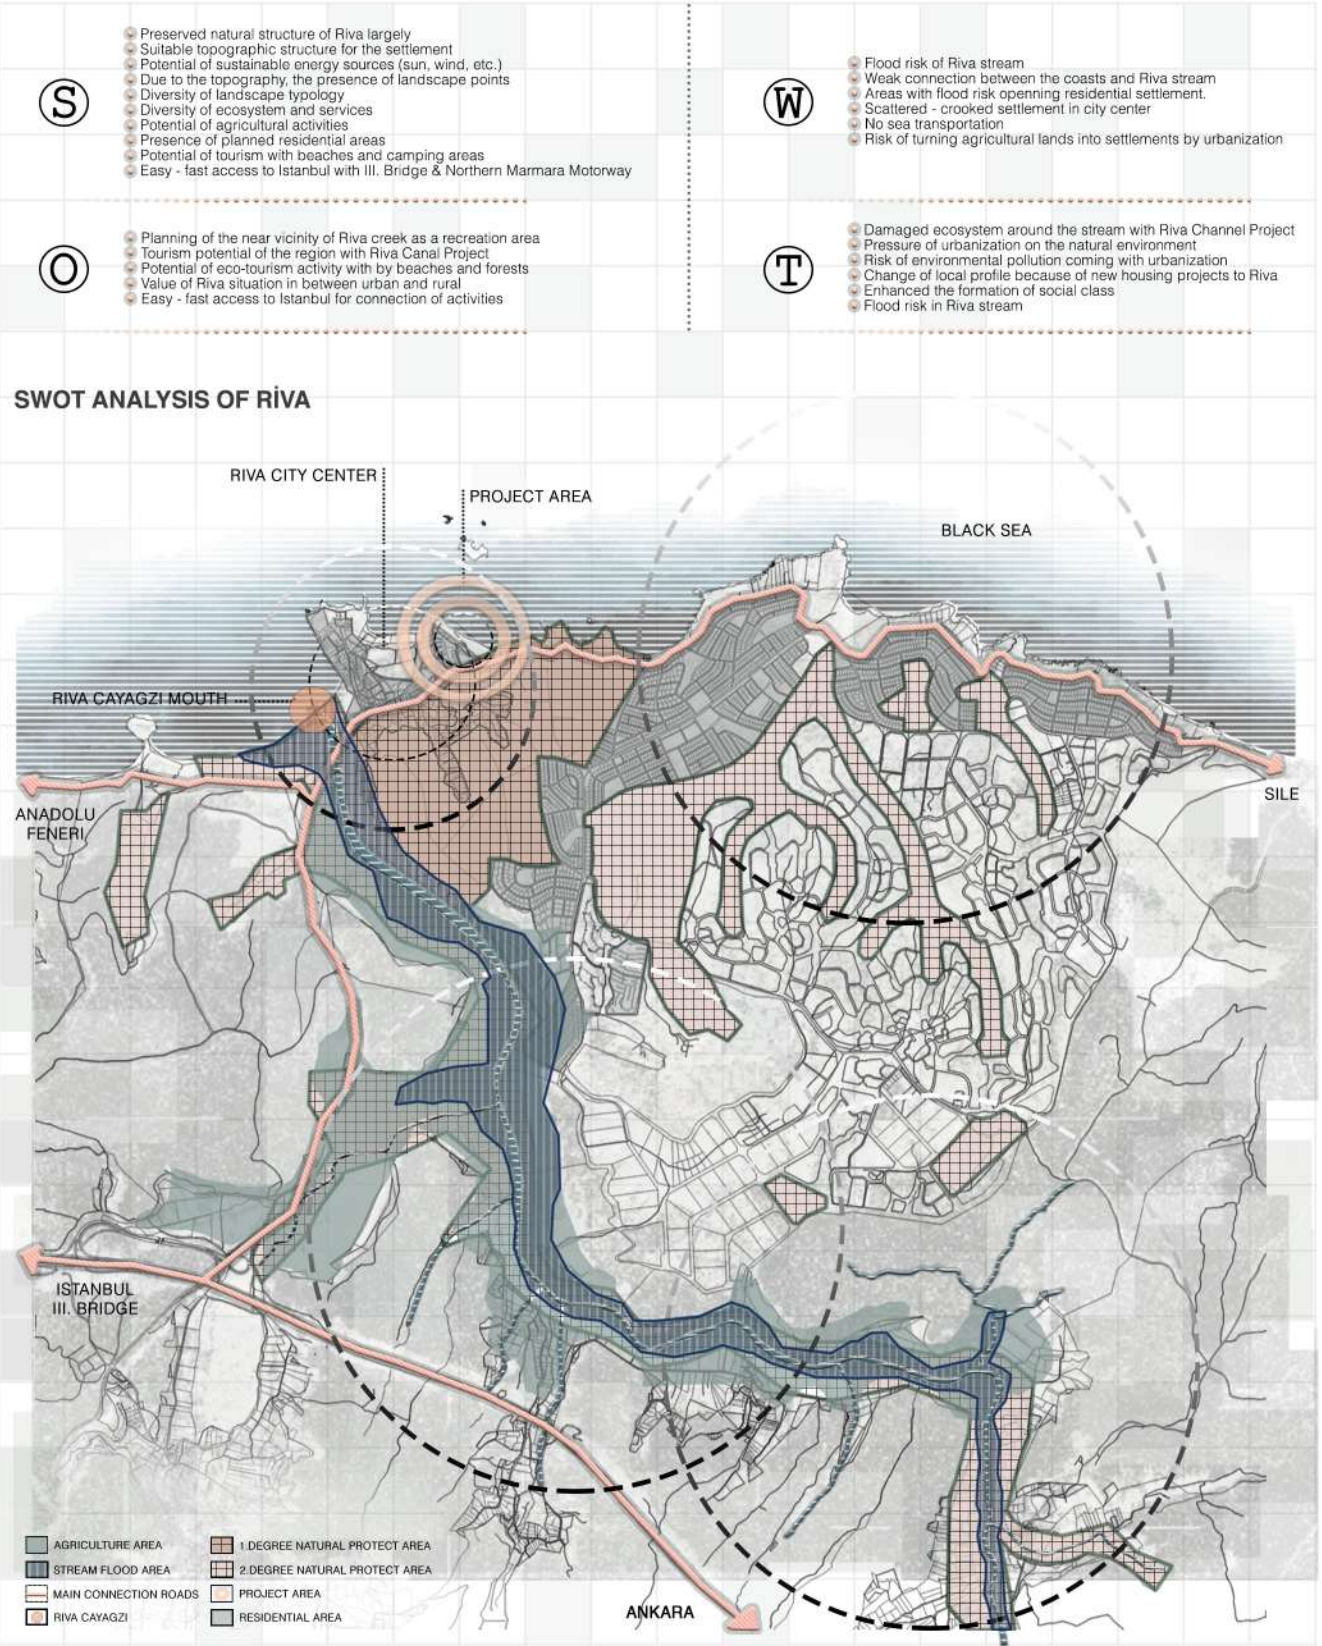 S
Preserved natural structure of Riva largely
Suitable topographic structure for the settlement
Potential of sustainable energy sources (sun, wind, etc.)
Due to the topography, the presence of landscape points
Diversity of landscape typology
Diversity of ecosystem and services
Potential of agricultural activities
Presence of planned residential areas
Potential of tourism with beaches and camping areas
Easy - fast access to Istanbul with III. Bridge & Northern Marmara Motorway
W
Flood risk of Riva stream
Weak connection between the coasts and Riva stream
Areas with flood risk openning residential settlement.
Scattered - crooked settlement in city center
No sea transportation
Risk of turning agricultural lands into settlements by urbanization
O
Planning of the near vicinity of Riva creek as a recreation area
Tourism potential of the region with Riva Canal Project
Potential of eco-tourism activity with by beaches and forests
Value of Riva situation in between urban and rural
Easy - fast access to Istanbul for connection of activities
T
Damaged ecosystem around the stream with Riva Channel Project
Pressure of urbanization on the natural environment
Risk of environmental pollution coming with urbanization
Change of local profile because of new housing projects to Riva
Enhanced the formation of social class
Flood risk in Riva stream
SWOT ANALYSIS OF RİVA
RIVA CITY CENTER
PROJECT AREA
BLACK SEA
RIVA CAYAGZI MOUTH
ANADOLU
FENERI
SILE
ISTANBUL
III. BRIDGE
ANKARA
AGRICULTURE AREA
STREAM FLOOD AREA
MAIN CONNECTION ROADS
RIVA CAYAGZI
1.DEGREE NATURAL PROTECT AREA
2.DEGREE NATURAL PROTECT AREA
PROJECT AREA
RESIDENTIAL AREA